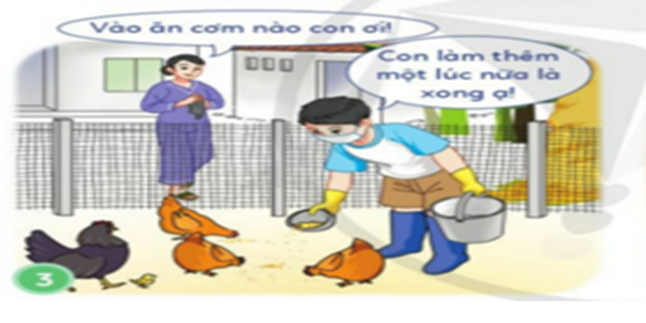 Vào ăn cơm nào con ơi!
Con làm thêm
một lúc nữa là
xong ạ!
3